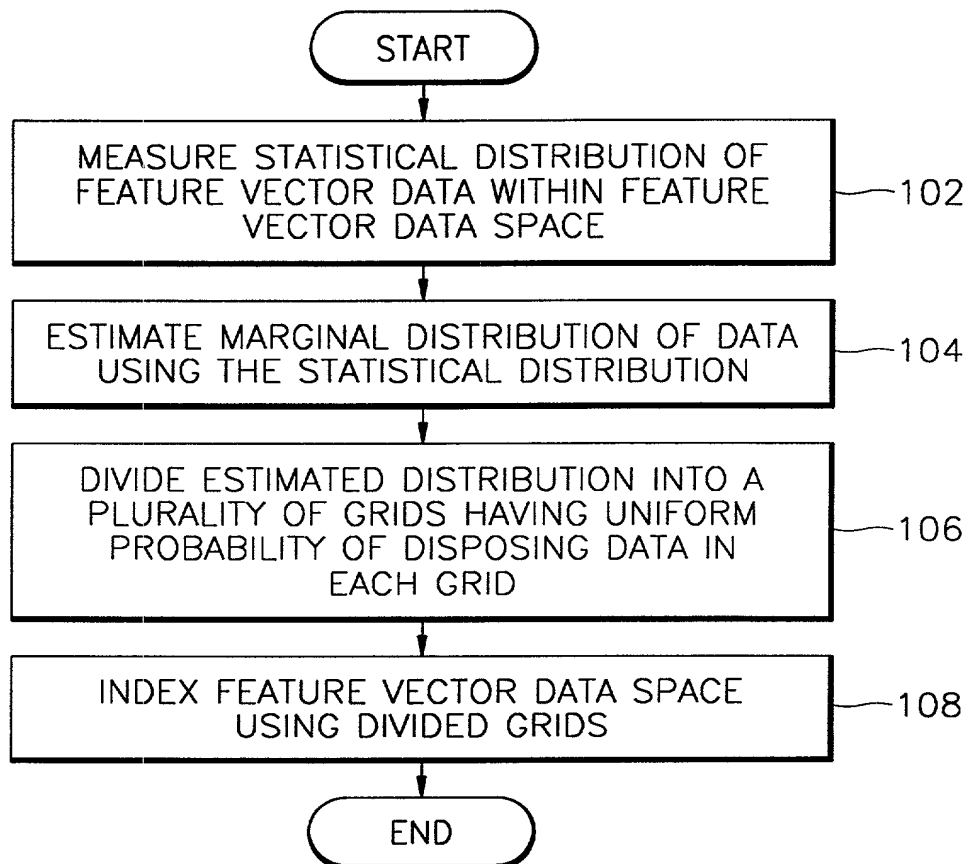 START
MEASURE STATISTICAL DISTRIBUTION OF
FEATURE VECTOR DATA WITHIN FEATURE
VECTOR DATA SPACE
102
ESTIMATE MARGINAL DISTRIBUTION OF DATA
USING THE STATISTICAL DISTRIBUTION
104
DIVIDE ESTIMATED DISTRIBUTION INTO A
PLURALITY OF GRIDS HAVING UNIFORM
PROBABILITY OF DISPOSING DATA IN
EACH GRID
106
INDEX FEATURE VECTOR DATA SPACE
USING DIVIDED GRIDS
108
END